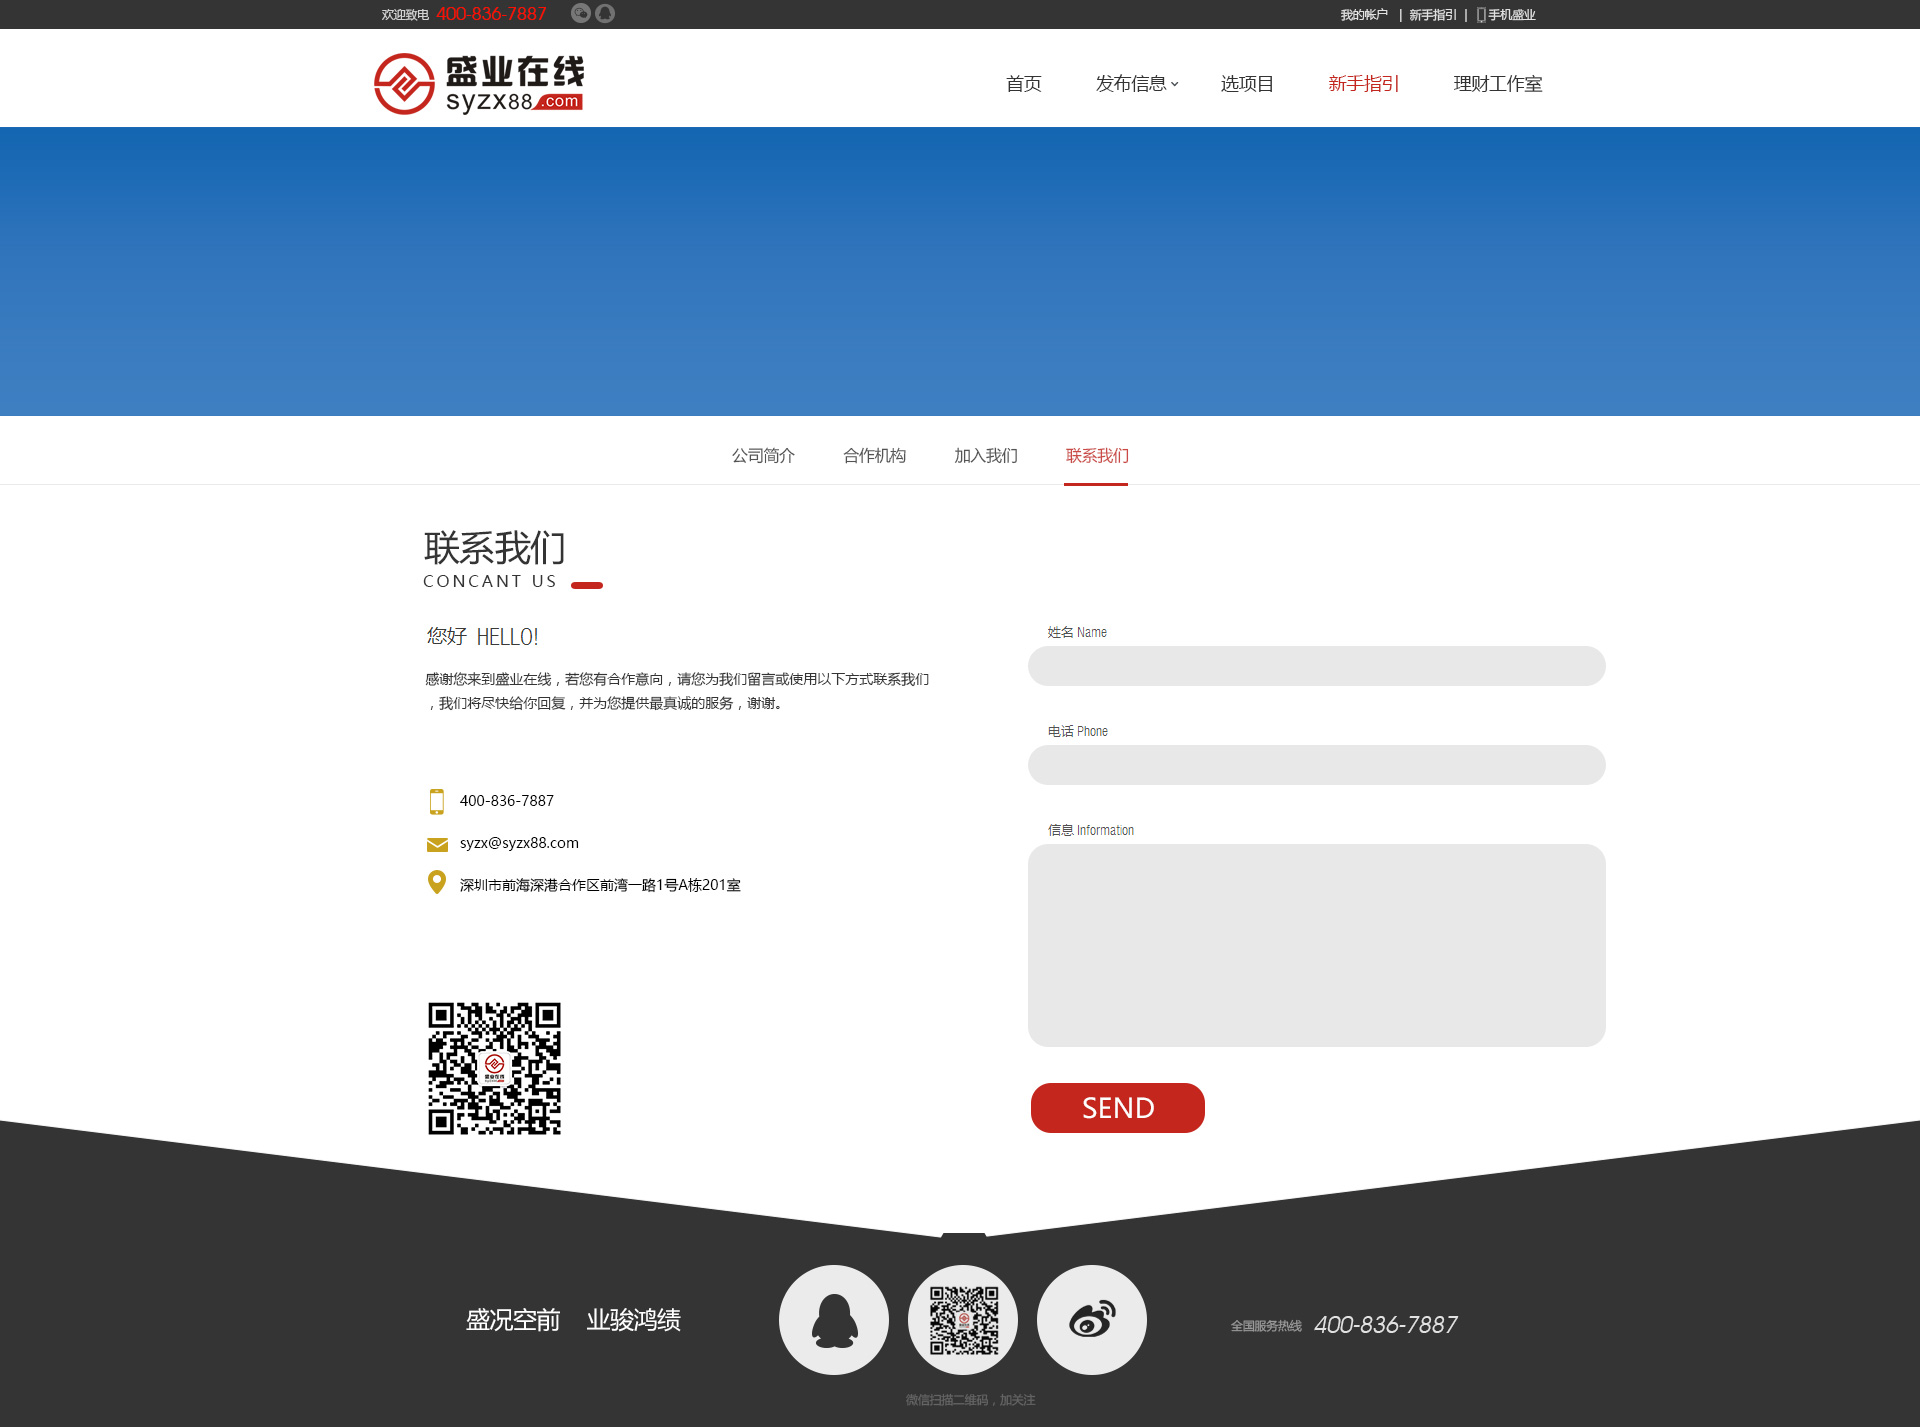 欢迎致电 400-836-7887
我的帐户 | 新手指引 | 手机盛业
盛业在线
syzx88.com
首页 发布信息 选项目 新手指引 理财工作室
公司简介 合作机构 加入我们 联系我们
联系我们
CONCANT US
您好 HELLO!
感谢您来到盛业在线，若您有合作意向，请您为我们留言或使用以下方式联系我们
，我们将尽快给你回复，并为您提供最真诚的服务，谢谢。
400-836-7887
syzx@syzx88.com
深圳市前海深港合作区前湾一路1号A栋201室
盛业在线
姓名 Name
电话 Phone
信息 Information
SEND
盛况空前 业骏鸿绩
全国服务热线 400-836-7887
微信扫描二维码，加关注